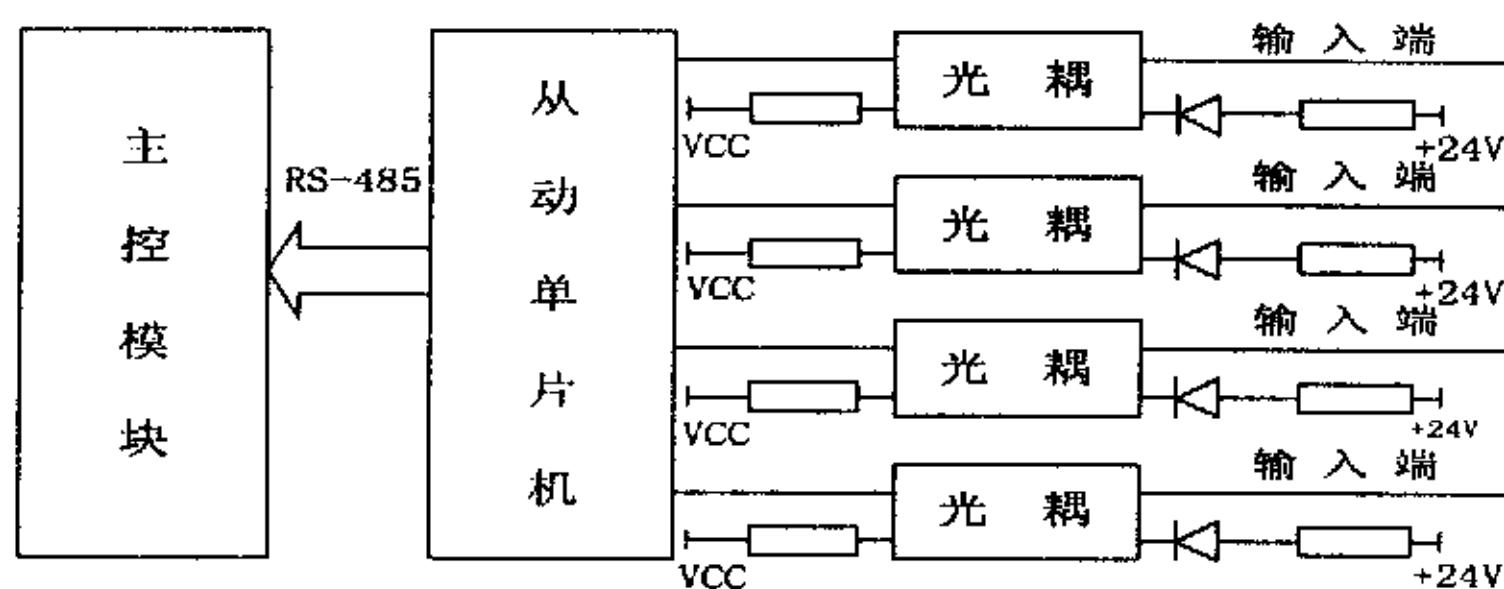 主控模块
RS-485
从动单片机
输入端
光耦
VCC
+24V
输入端
光耦
VCC
+24V
输入端
光耦
VCC
+24V
输入端
光耦
VCC
+24V